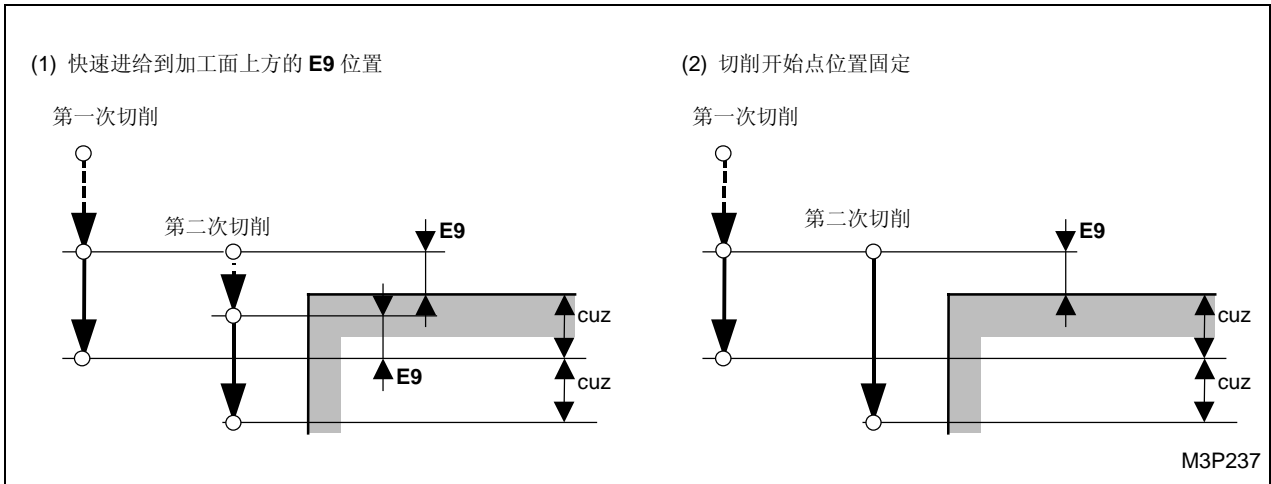 (1) 快速进给到加工面上方的 E9 位置
第一次切削
第二次切削
E9
cuz
E9
cuz
(2) 切削开始点位置固定
第一次切削
第二次切削
E9
cuz
cuz
M3P237